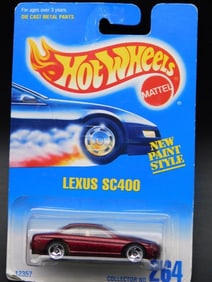 For ages over 3 years.
DIE CAST METAL PARTS.
HOT WHEELS
MATTEL
NEW
PAINT
STYLE
LEXUS SC400
12357
COLLECTOR NO. 264